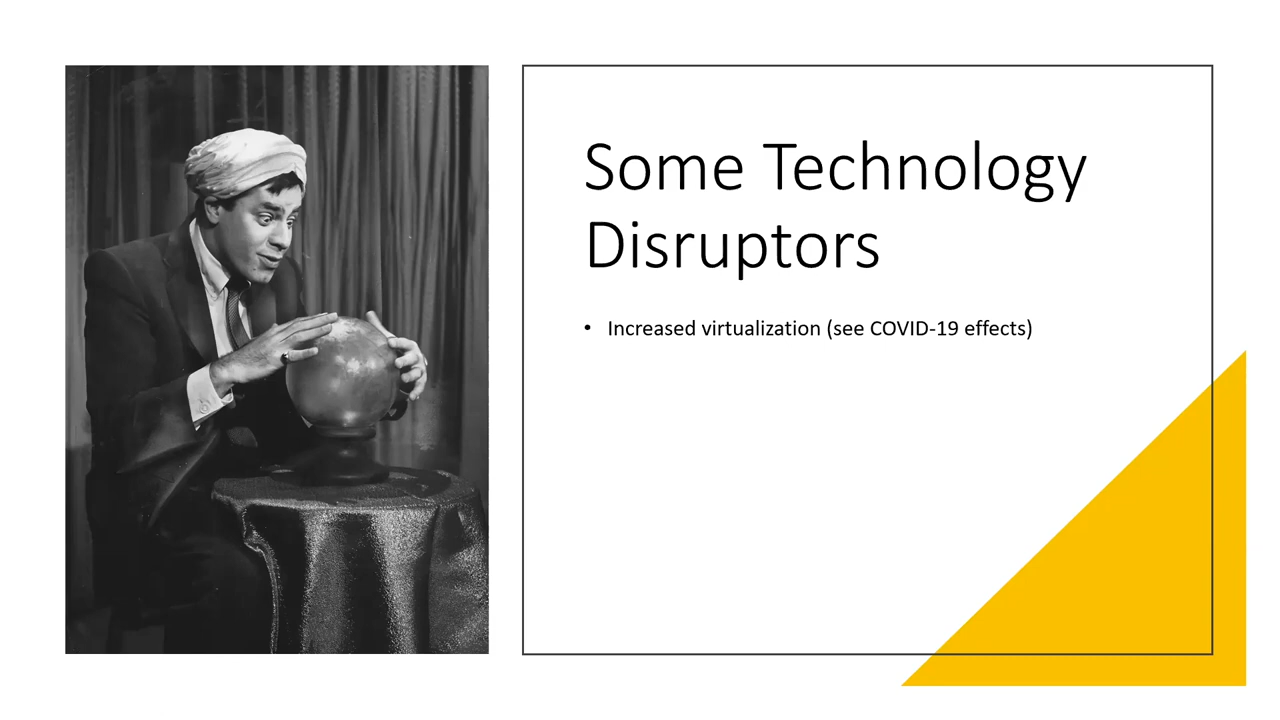 Some Technology
Disruptors
• Increased virtualization (see COVID-19 effects)